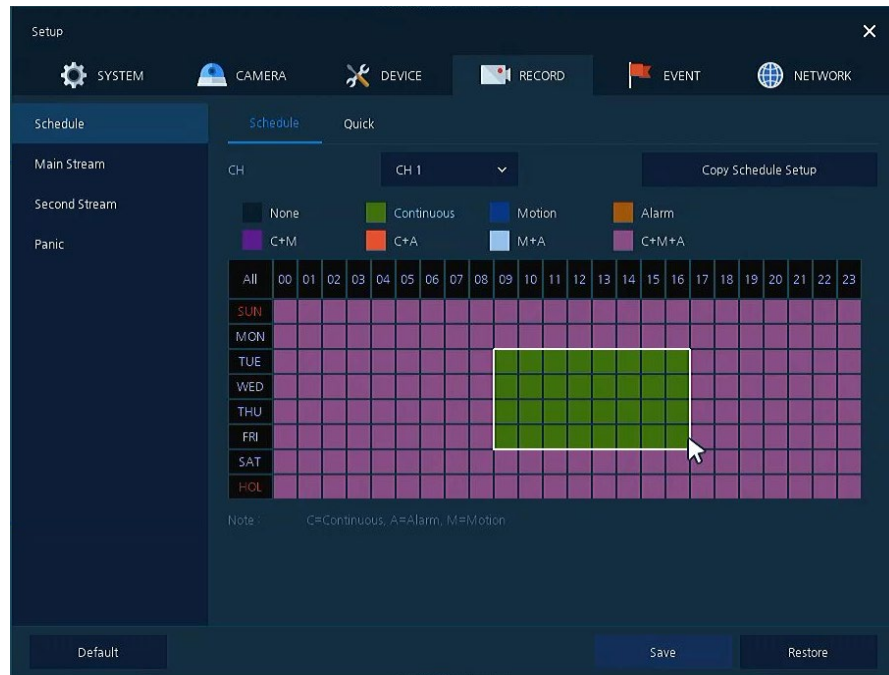 Setup
SYSTEM CAMERA DEVICE RECORD EVENT NETWORK
Schedule
Main Stream
Second Stream
Panic
Schedule Quick
CH CH 1 Copy Schedule Setup
None Continuous Motion Alarm
C+M C+A M+A C+M+A
All 00 01 02 03 04 05 06 07 08 09 10 11 12 13 14 15 16 17 18 19 20 21 22 23
SUN
MON
TUE
WED
THU
FRI
SAT
HOL
Note : C=Continuous, A=Alarm, M=Motion
Default Save Restore